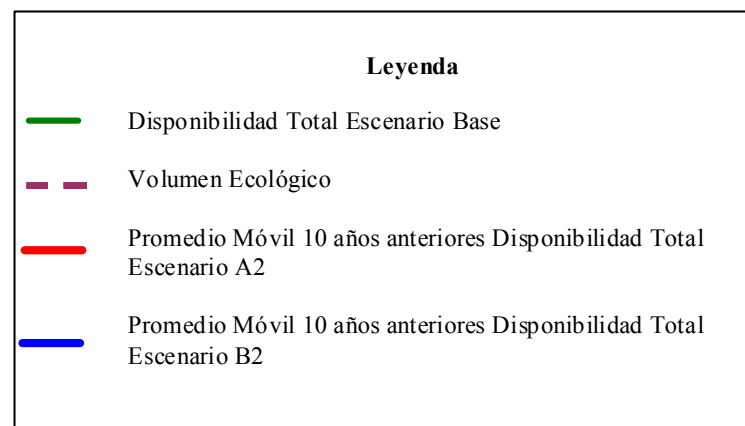 Leyenda
Disponibilidad Total Escenario Base
Volumen Ecológico
Promedio Móvil 10 años anteriores Disponibilidad Total
Escenario A2
Promedio Móvil 10 años anteriores Disponibilidad Total
Escenario B2